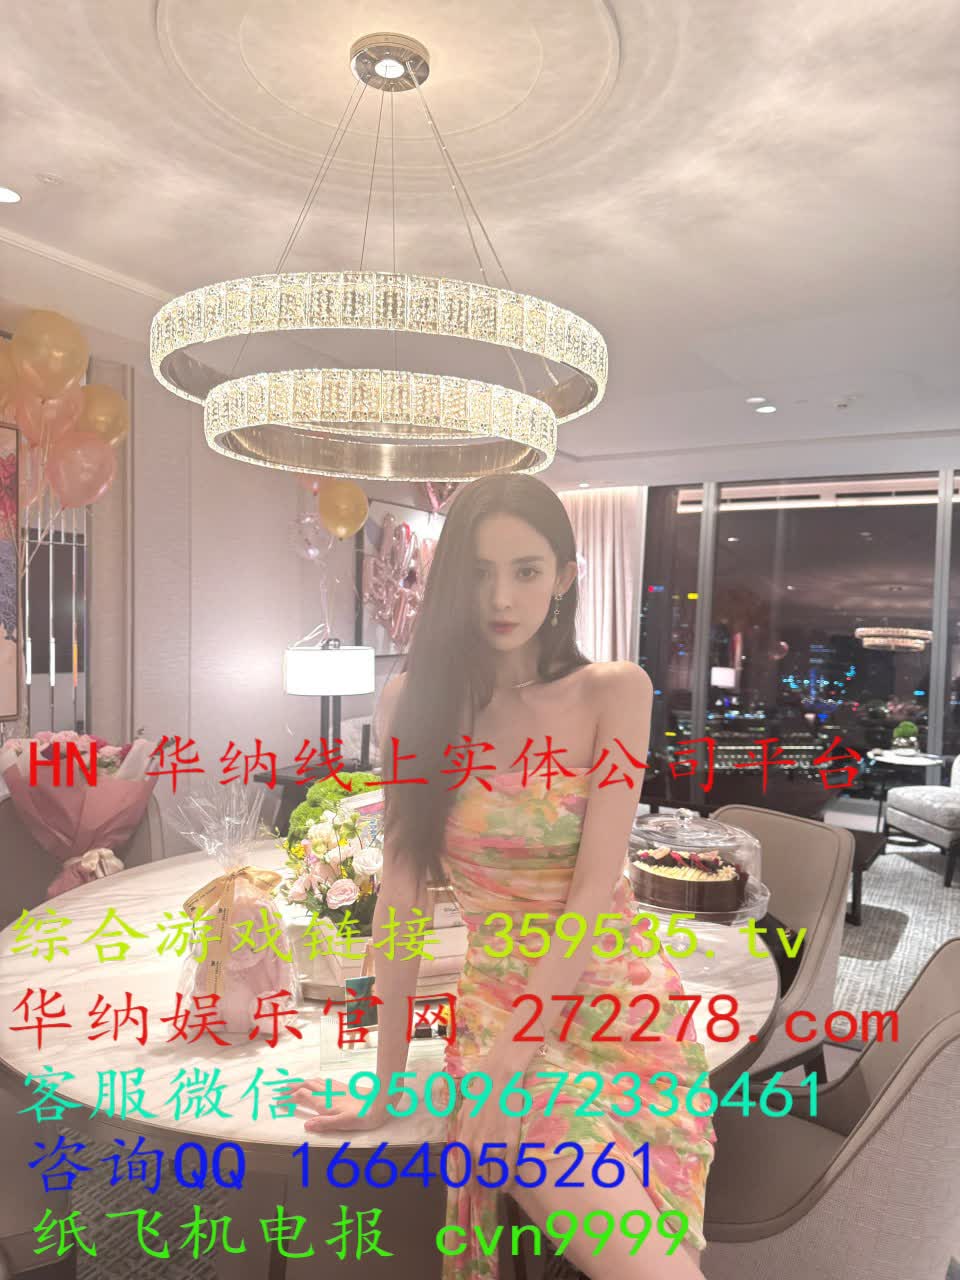 HN 华纳线上实体公司平台
综合游戏链接 359535.tv
华纳娱乐官网 272278.com
客服微信+9509672336461
咨询QQ 1664055261
纸飞机电报 cvn9999